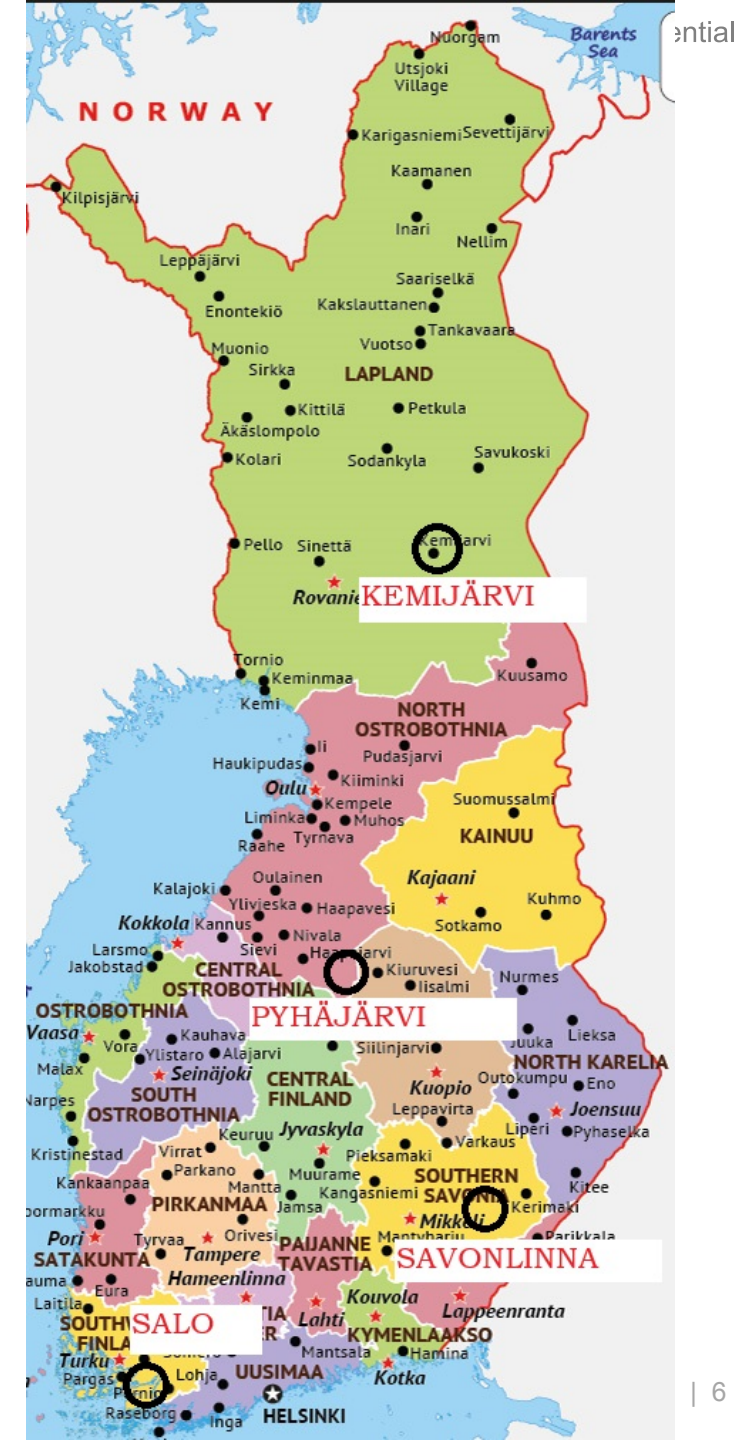 Nuorgam
Barents
Sea
ential
Utsjoki
Village
NORWAY
Karigasniemi
Sevettijärvi
Kaamanen
Kilpisjärvi
Inari
Nellim
Leppäjärvi
Saariselkä
Enontekiö
Kakslauttanen
Tankavaara
Vuotso
Muonio
Sirkka
LAPLAND
Kittilä
Petkula
Äkäslompolo
Kolari
Sodankyla
Savukoski
Pello
Sinettä
KEMIJÄRVI
Tornio
Keminmaa
Kuusamo
Kemi
NORTH
OSTROBOTHNIA
Ii
Pudasjarvi
Haukipudas
Kiiminki
Oulu
Kempele
Suomussalmi
Liminka
Muhos
Tyrnava
Raahe
KAINUU
Oulainen
Kajaani
Kalajoki
Ylivieska
Haapavesi
Kuhmo
Kokkola
Kannus
Sotkamo
Nivala
Sievi
Larsmo
Jakobstad
Kiuruvesi
Iisalmi
Nurmes
CENTRAL
OSTROBOTHNIA
OSTROBOTHNIA
PYHÄJÄRVI
Vaasa
Vora
Kauhava
Siilinjarvi
Juuka
Lieksa
Ylistaro
Alajarvi
Malax
Seinäjoki
NORTH KARELIA
CENTRAL
FINLAND
Kuopio
Outokumpu
Eno
SOUTH
OSTROBOTHNIA
Joensuu
Leppavirta
Liperi
Pyhaselka
Kristinestad
Keuruu
Jyvaskyla
Varkaus
Virrat
Pieksamaki
Kankaanpaa
Parkano
Mantta
Muurame
Kangasniemi
SOUTHERN
SAVONIA
Kitee
PIRKANMAA
Jamsa
Kerimaki
Mikkeli
Orivesi
Pori
Tyrvaa
Tampere
PAIJANNE
TAVASTIA
Mantyharju
Parikkala
SATAKUNTA
Hameenlinna
SAVONLINNA
Eura
Laitila
Kouvola
Lappeenranta
SALO
Lahti
KYMENLAAKSO
Turku
Mantsala
Hamina
Pargas
Lohja
UUSIMAA
Kotka
Raseborg
Inga
HELSINKI
| 6